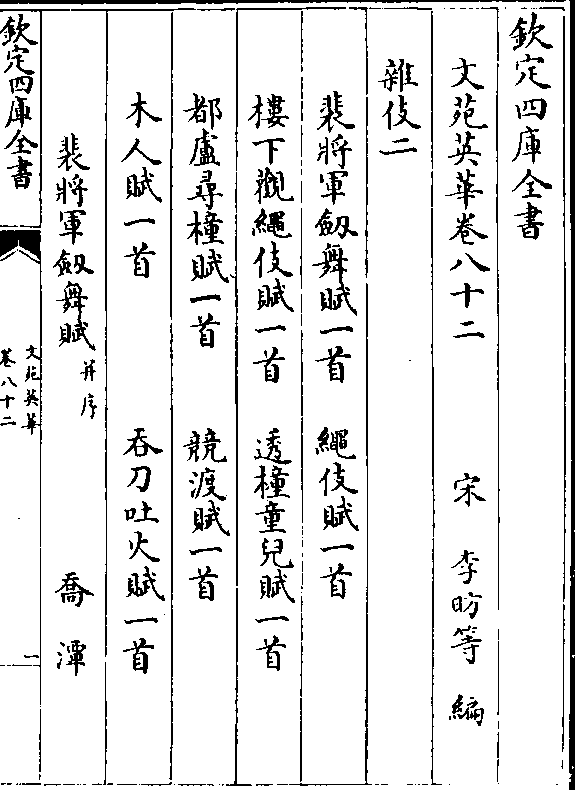 欽定四庫全書
文苑英華卷八十二
宋 李昉等 編
雜伎二
裴將軍劔舞賦一首 繩伎賦一首
樓下觀繩伎賦一首 透橦童兒賦一首
都盧尋橦賦一首 競渡賦一首
木人賦一首 吞刀吐火賦一首
裴將軍劔舞賦 并序 喬潭
欽定四庫全書
文苑英華
卷八十二
一